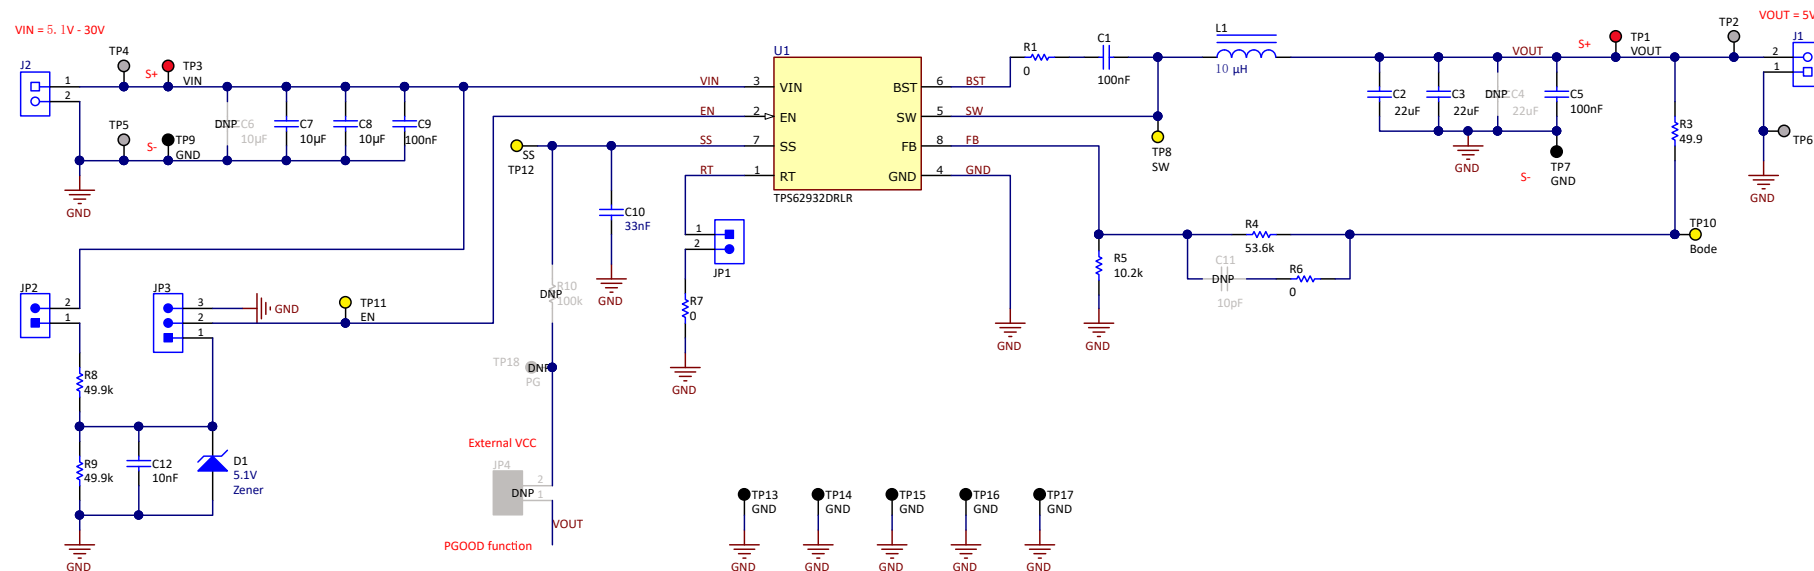 VIN = 5.1V - 30V
VOUT = 5V
J2
1
2
TP4
S+
TP3
VIN
TP5
S-
TP9
GND
GND
DNP
C6
10µF
C7
10µF
C8
10µF
C9
100nF
U1
VIN
3
VIN
EN
2
EN
SS
7
SS
RT
1
RT
BST
6
BST
SW
5
SW
FB
8
FB
GND
4
GND
TPS62932DRLR
R1
0
C1
100nF
L1
10 µH
TP8
SW
C2
22uF
C3
22uF
DNP
C4
22uF
VOUT
C5
100nF
S+
TP1
VOUT
TP2
J1
2
1
GND
TP7
GND
S-
R3
49.9
TP6
GND
SS
TP12
C10
33nF
GND
1
2
JP1
R7
0
GND
DNP
R10
100k
TP18
DNP
PG
External VCC
JP4
2
DNP
1
VOUT
PGOOD function
JP2
2
1
JP3
3
2
1
GND
TP11
EN
R8
49.9k
R9
49.9k
C12
10nF
D1
5.1V
Zener
GND
GND
R5
10.2k
GND
R4
53.6k
C11
DNP
10pF
R6
0
TP10
Bode
TP13
GND
GND
TP14
GND
GND
TP15
GND
GND
TP16
GND
GND
TP17
GND
GND